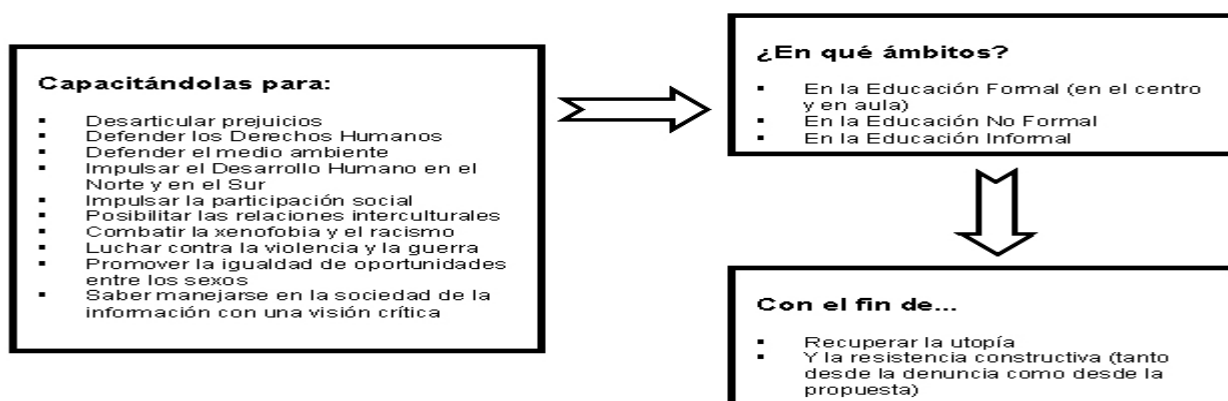 Capacitándolas para:
▪ Desarticular prejuicios
▪ Defender los Derechos Humanos
▪ Defender el medio ambiente
▪ Impulsar el Desarrollo Humano en el
Norte y en el Sur
▪ Impulsar la participación social
▪ Posibilitar las relaciones interculturales
▪ Combatir la xenofobia y el racismo
▪ Luchar contra la violencia y la guerra
▪ Promover la igualdad de oportunidades
entre los sexos
▪ Saber manejarse en la sociedad de la
información con una visión crítica
¿En qué ámbitos?
▪ En la Educación Formal (en el centro
y en aula)
▪ En la Educación No Formal
▪ En la Educación Informal
Con el fin de...
▪ Recuperar la utopía
▪ Y la resistencia constructiva (tanto
desde la denuncia como desde la
propuesta)